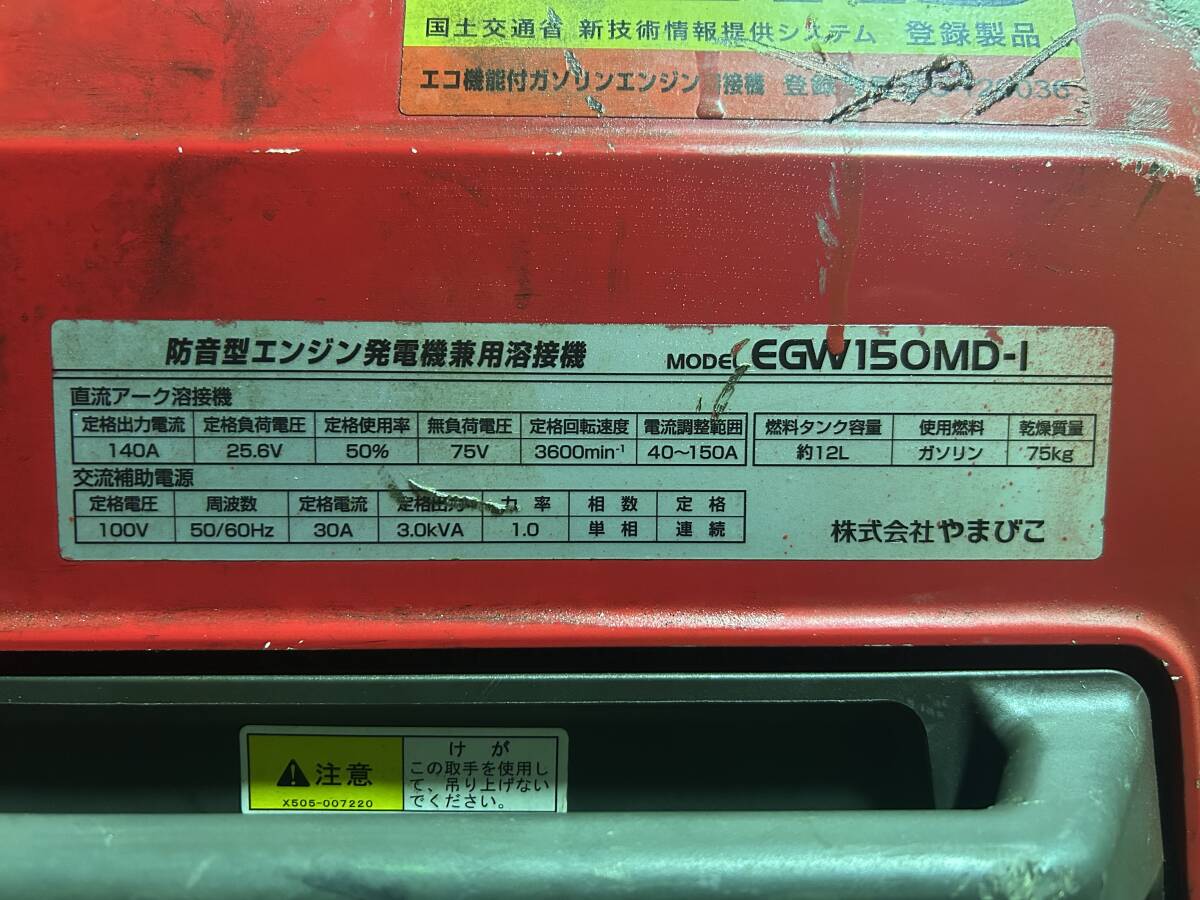 国土交通省 新技術情報提供システム 登録製品
エコ機能付ガソリンエンジン溶接機 登録
防音型エンジン発電機兼用溶接機 MODEL EGW150MD-I
直流アーク溶接機
定格出力電流 定格負荷電圧 定格使用率 無負荷電圧 定格回転速度 電流調整範囲 燃料タンク容量 使用燃料 乾燥質量
140A 25.6V 50% 75V 3600min⁻¹ 40～150A 約12L ガソリン 75kg
交流補助電源
定格電圧 周波数 定格電流 定格出力 力率 相数 定格
100V 50/60Hz 30A 3.0kVA 1.0 単相 連続
株式会社やまびこ
注意
X505-007220
けが
この取手を使用し
て、吊り上げない
でください。